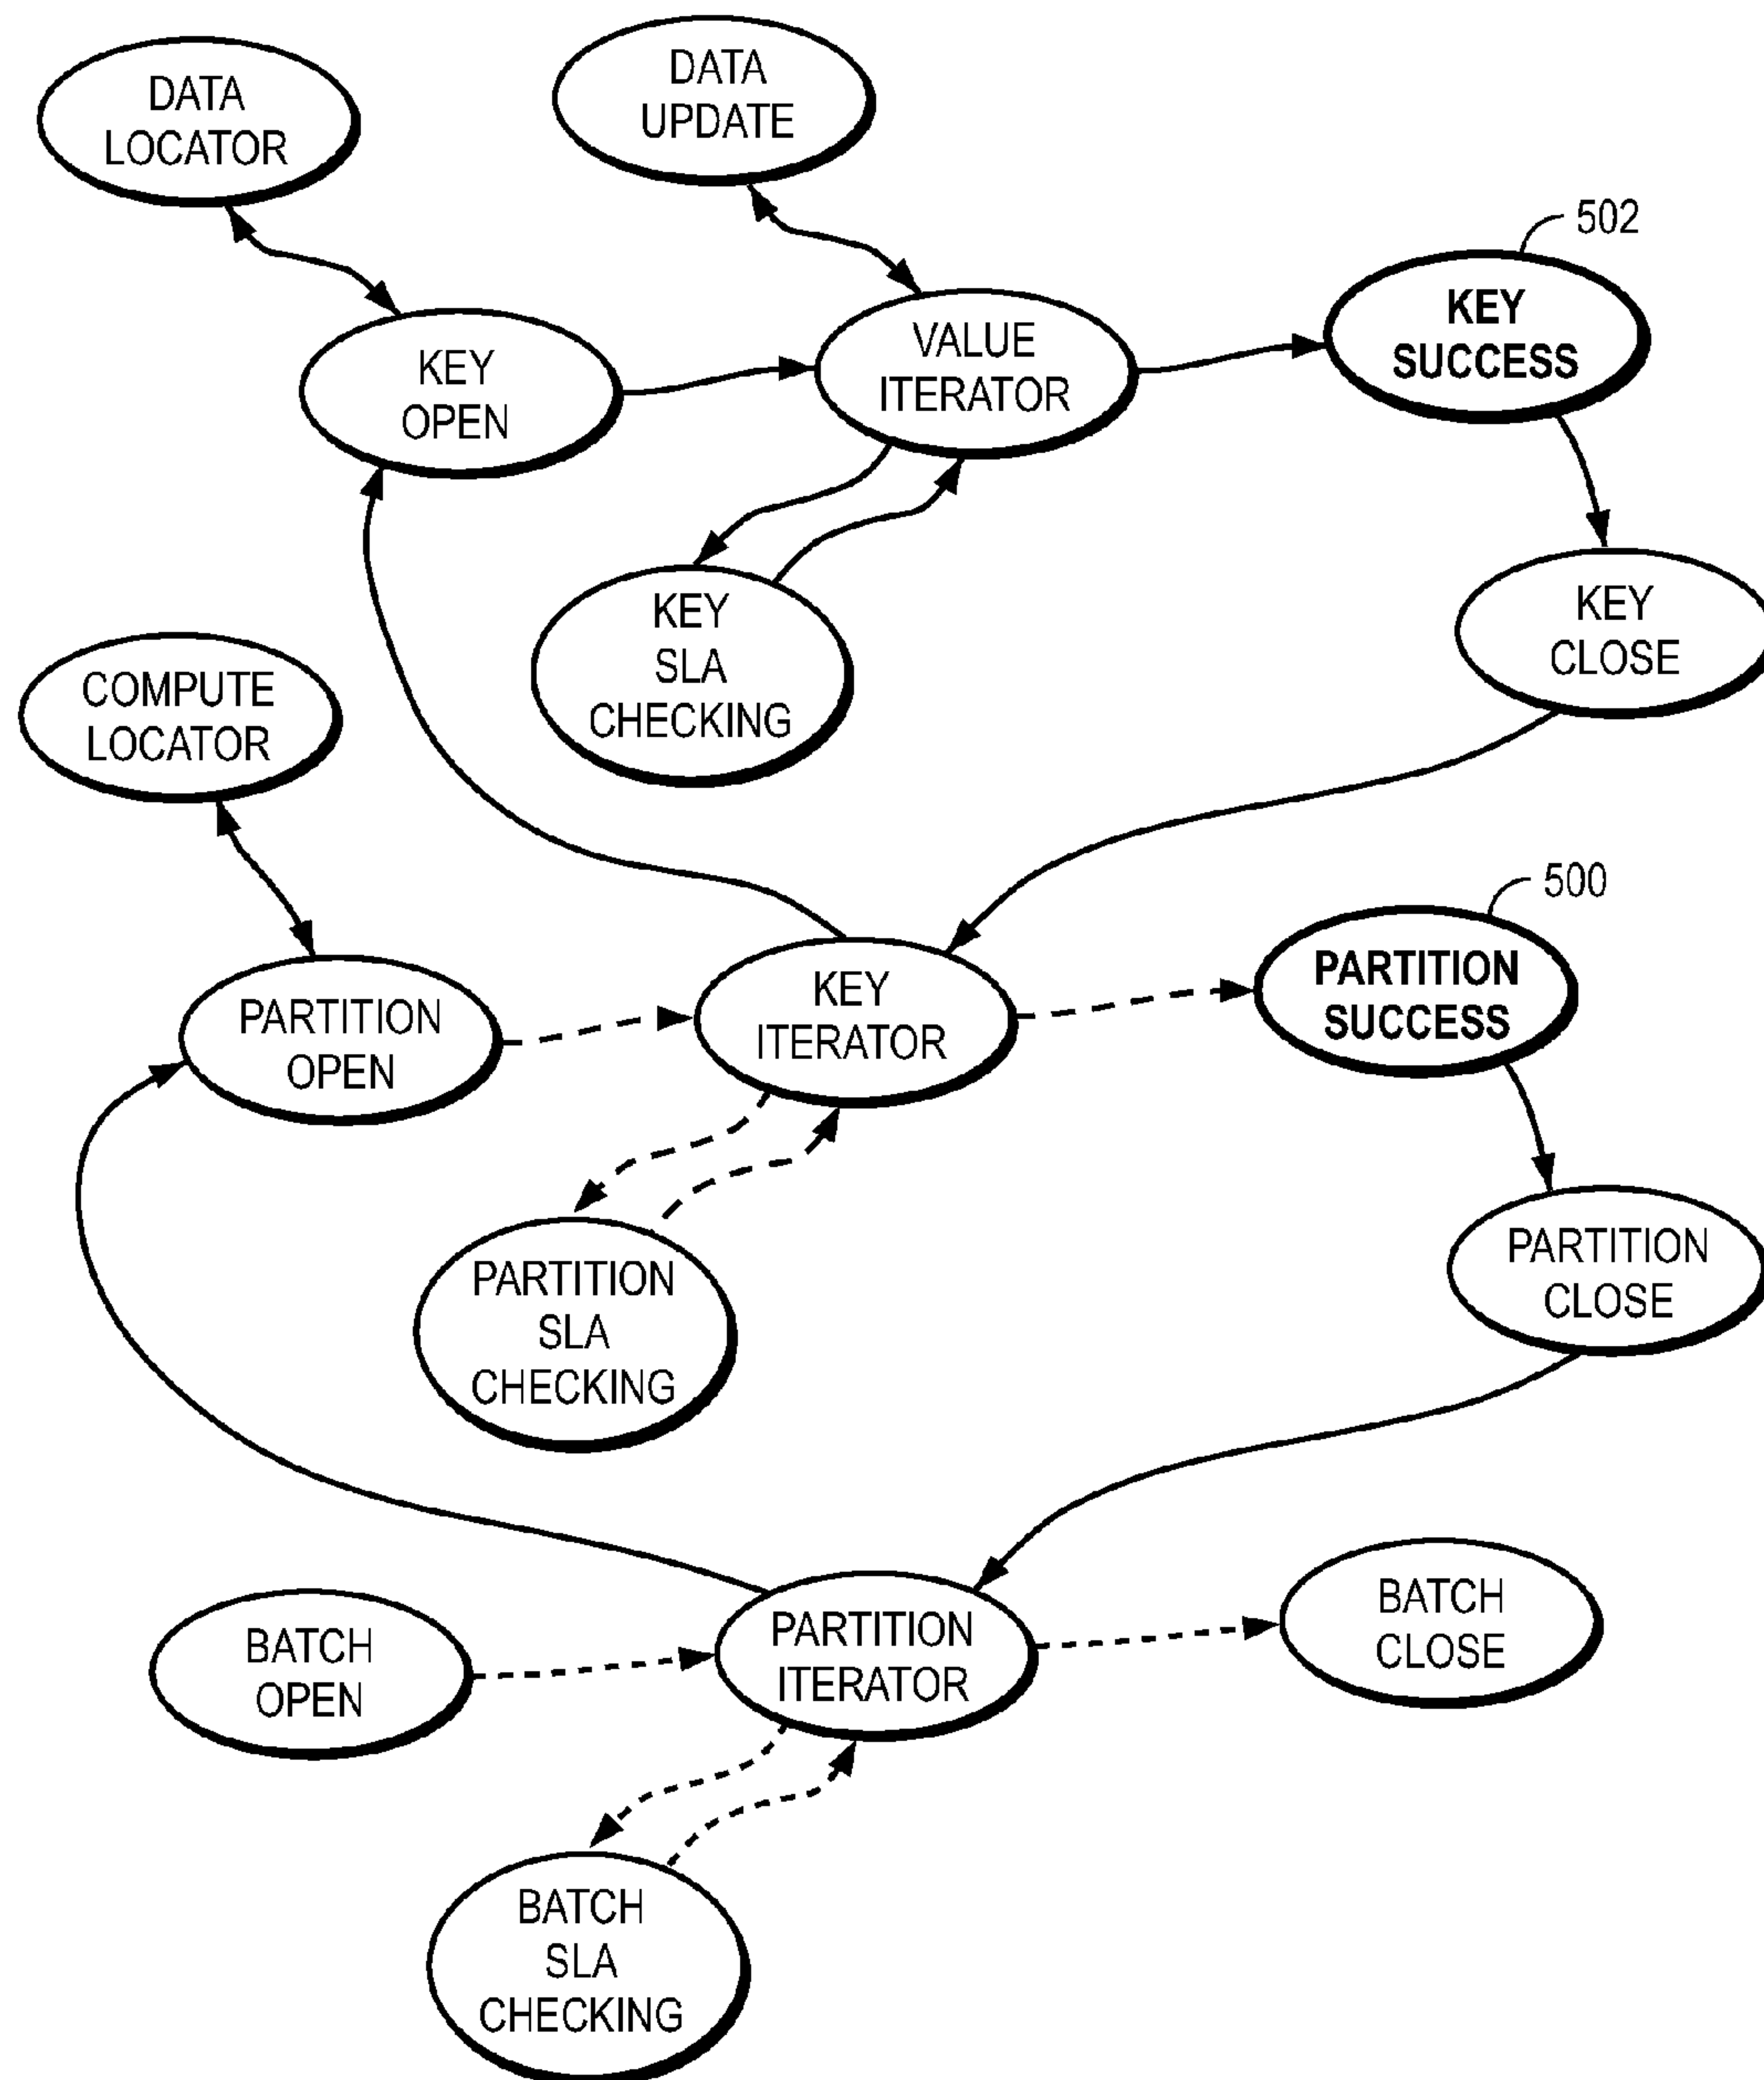 DATA
LOCATOR
DATA
UPDATE
502
KEY
SUCCESS
KEY
OPEN
VALUE
ITERATOR
KEY
SLA
CHECKING
KEY
CLOSE
COMPUTE
LOCATOR
500
PARTITION
SUCCESS
PARTITION
OPEN
KEY
ITERATOR
PARTITION
SLA
CHECKING
PARTITION
CLOSE
BATCH
OPEN
PARTITION
ITERATOR
BATCH
CLOSE
BATCH
SLA
CHECKING